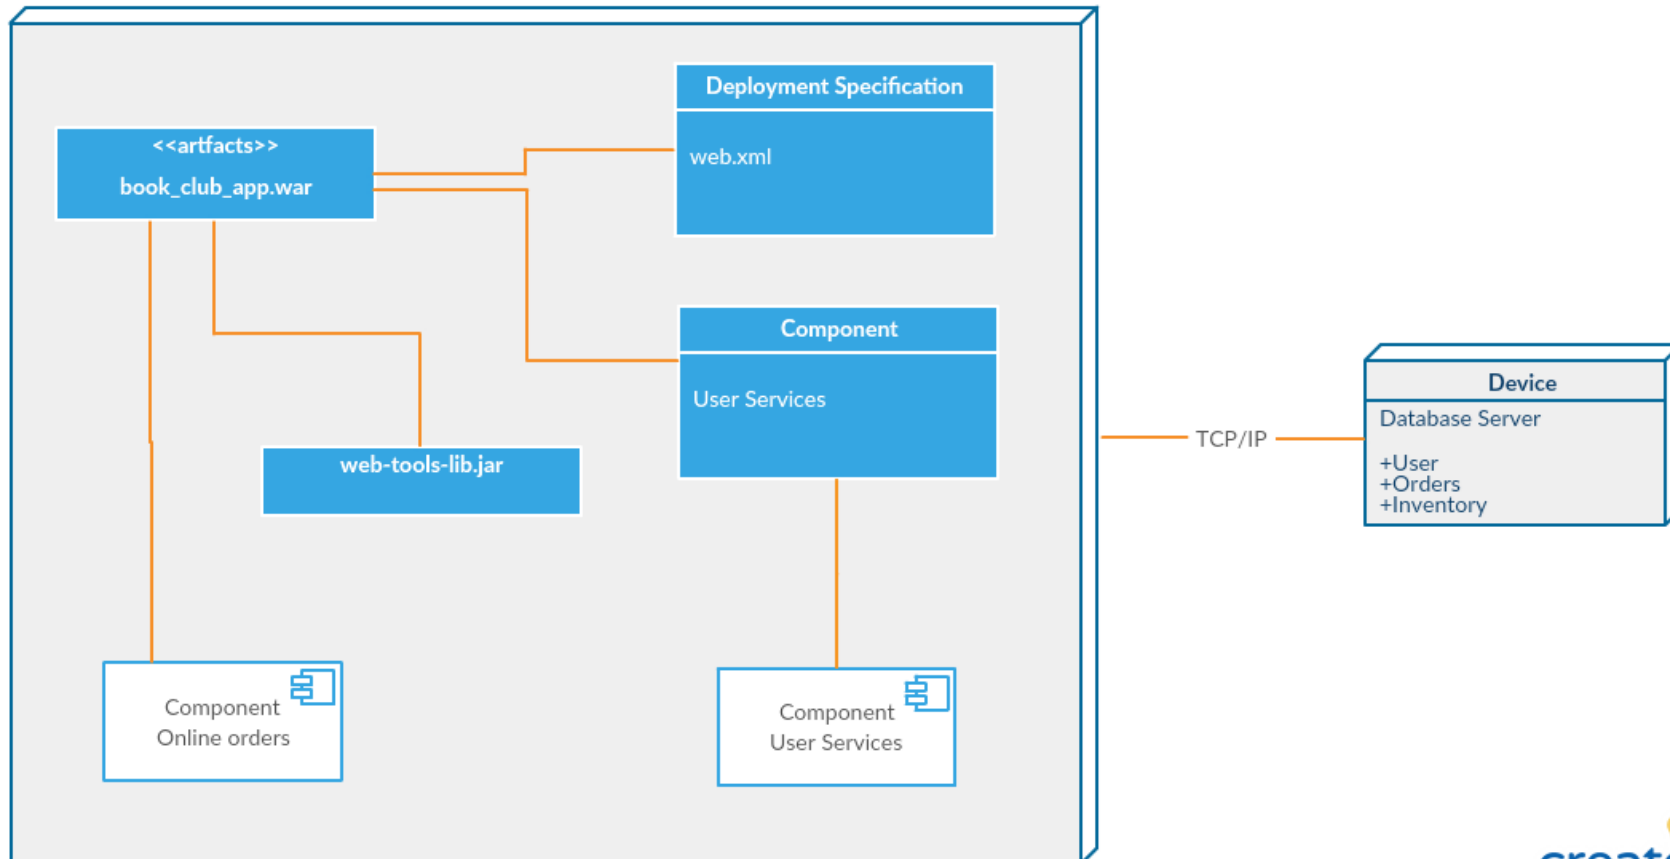 Deployment Specification
web.xml
<<artfacts>>
book_club_app.war
Component
User Services
web-tools-lib.jar
TCP/IP
Device
Database Server
+User
+Orders
+Inventory
Component
Online orders
Component
User Services